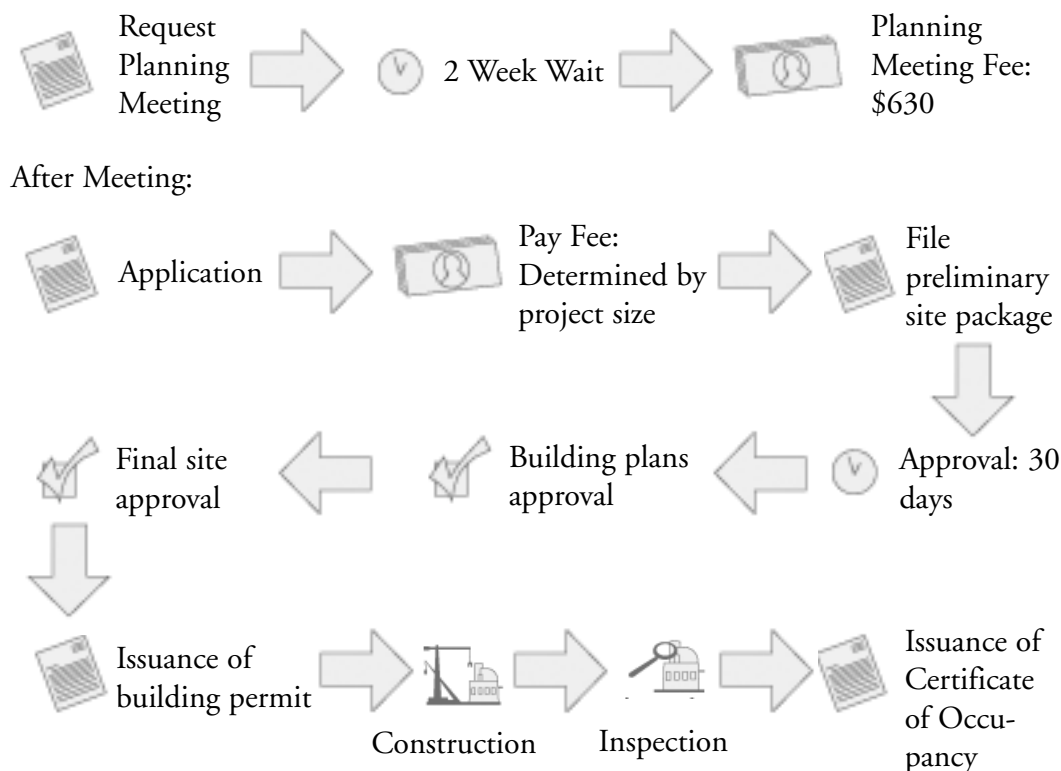 Request
Planning
Meeting
2 Week Wait
Planning
Meeting Fee:
$630
After Meeting:
Application
Pay Fee:
Determined by
project size
File
preliminary
site package
Approval: 30
days
Building plans
approval
Final site
approval
Issuance of
building permit
Construction
Inspection
Issuance of
Certificate
of Occu-
pancy